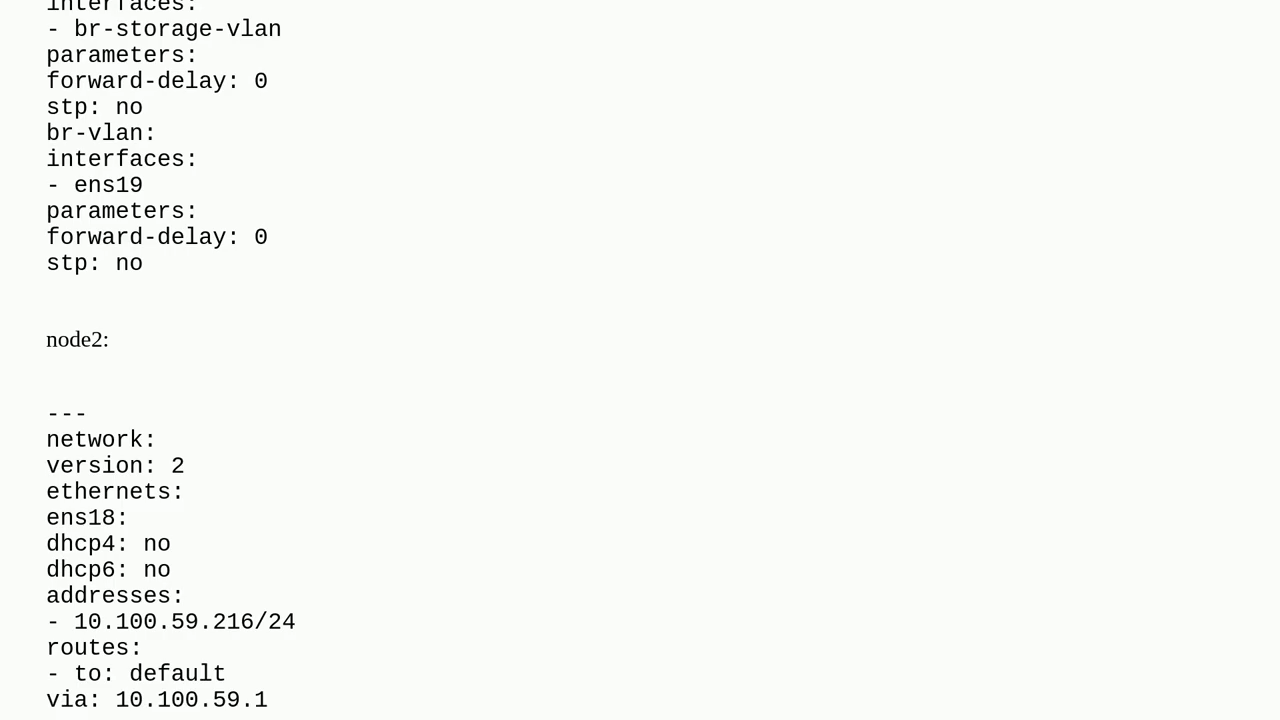 interfaces:
- br-storage-vlan
parameters:
forward-delay: 0
stp: no
br-vlan:
interfaces:
- ens19
parameters:
forward-delay: 0
stp: no
node2:
---
network:
version: 2
ethernets:
ens18:
dhcp4: no
dhcp6: no
addresses:
- 10.100.59.216/24
routes:
- to: default
via: 10.100.59.1